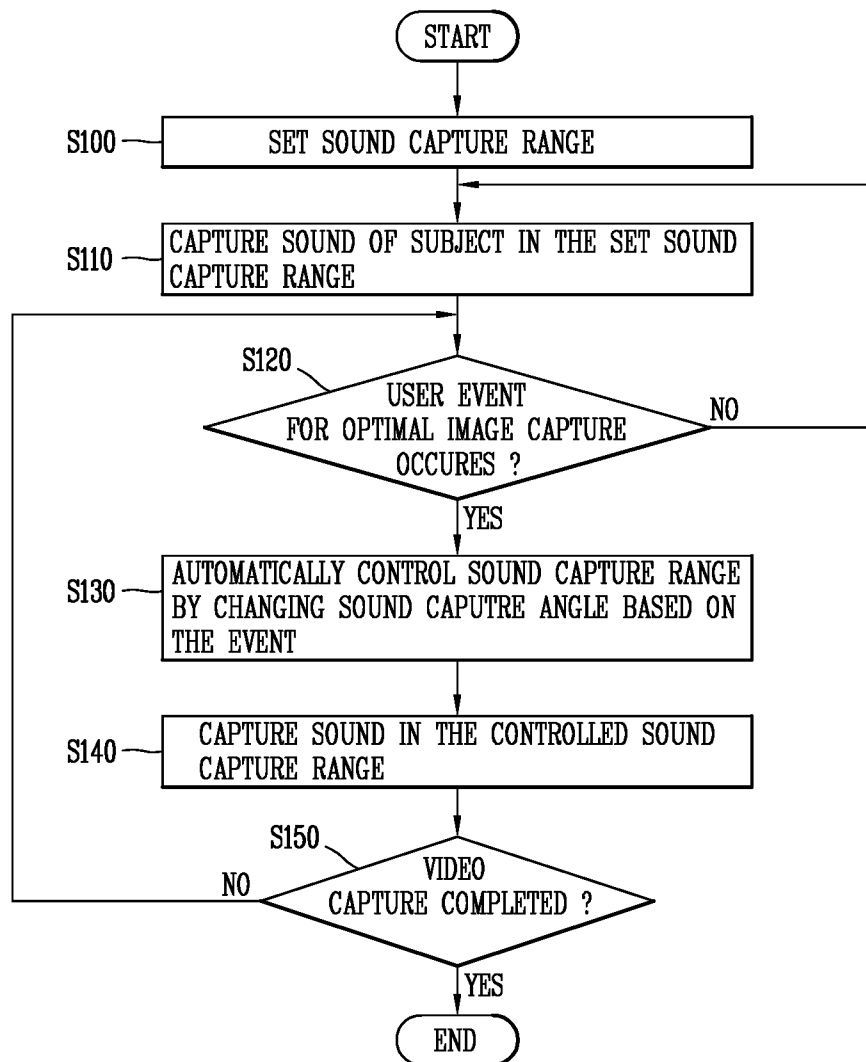 START
S100
SET SOUND CAPTURE RANGE
S110
CAPTURE SOUND OF SUBJECT IN THE SET SOUND
CAPTURE RANGE
S120
USER EVENT
FOR OPTIMAL IMAGE CAPTURE
OCCURES ?
NO
YES
S130
AUTOMATICALLY CONTROL SOUND CAPTURE RANGE
BY CHANGING SOUND CAPUTRE ANGLE BASED ON
THE EVENT
S140
CAPTURE SOUND IN THE CONTROLLED SOUND
CAPTURE RANGE
S150
VIDEO
CAPTURE COMPLETED ?
NO
YES
END